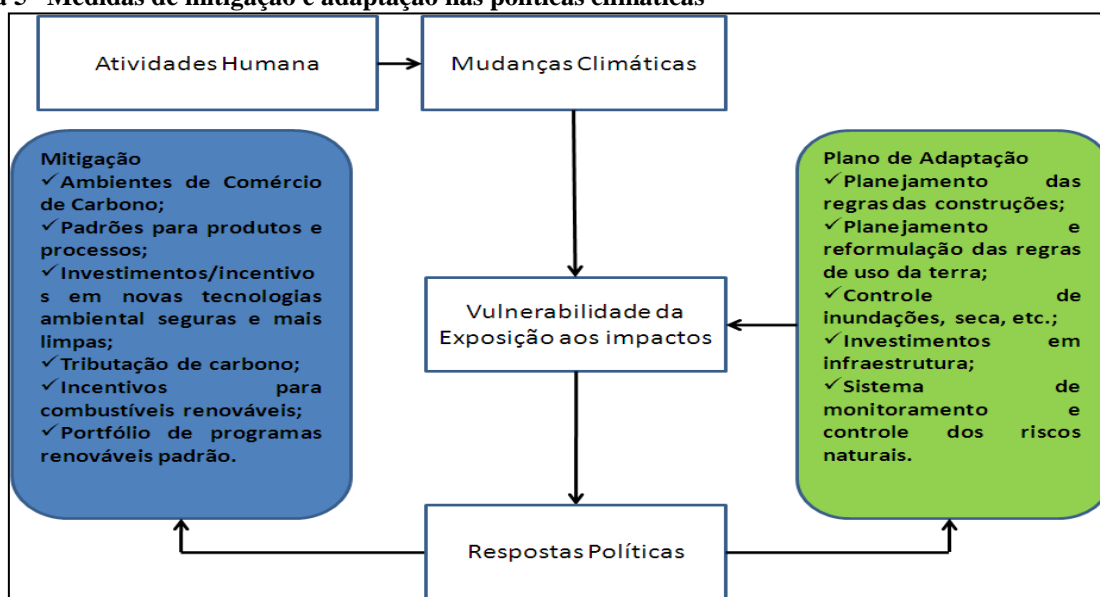 a 3 - Medidas de mitigação e adaptação nas políticas climáticas
Atividades Humana
Mudanças Climáticas
Mitigação
✓Ambientes de Comércio
de Carbono;
✓Padrões para produtos e
processos;
✓Investimentos/incentivo
s em novas tecnologias
ambiental seguras e mais
limpas;
✓Tributação de carbono;
✓Incentivos para
combustíveis renováveis;
✓Portfólio de programas
renováveis padrão.
Vulnerabilidade da
Exposição aos impactos
Plano de Adaptação
✓Planejamento das
regras das construções;
✓Planejamento e
reformulação das regras
de uso da terra;
✓Controle de
inundações, seca, etc.;
✓Investimentos em
infraestrutura;
✓Sistema de
monitoramento e
controle dos riscos
naturais.
Respostas Políticas